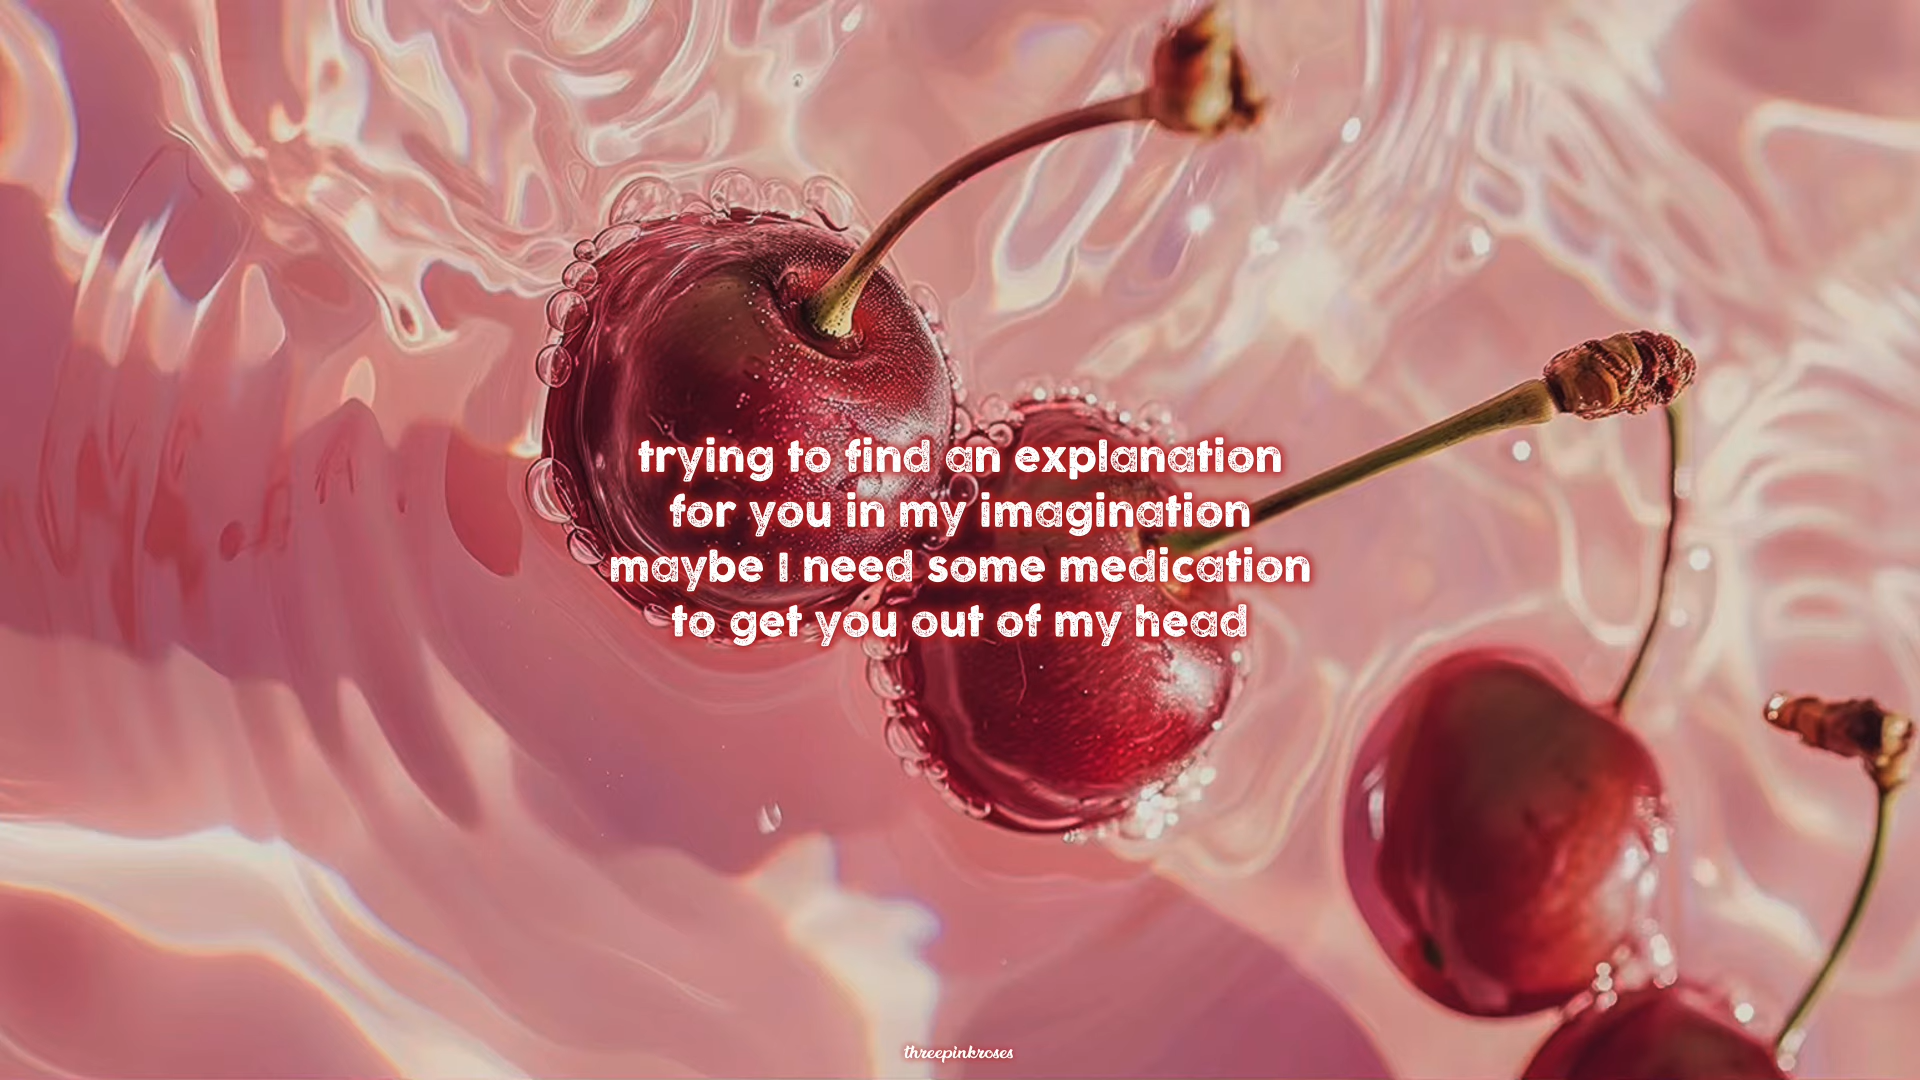 trying to find an explanation
for you in my imagination
maybe I need some medication
to get you out of my head
threepinkroses